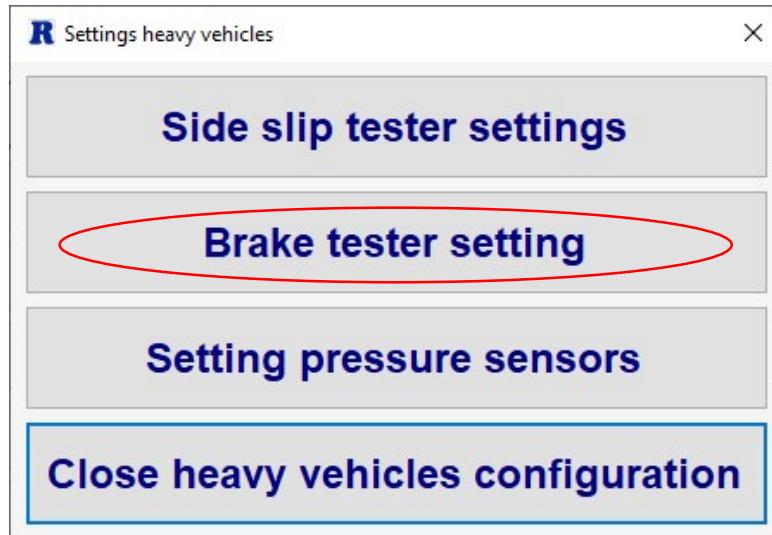 R Settings heavy vehicles
Side slip tester settings
Brake tester setting
Setting pressure sensors
Close heavy vehicles configuration